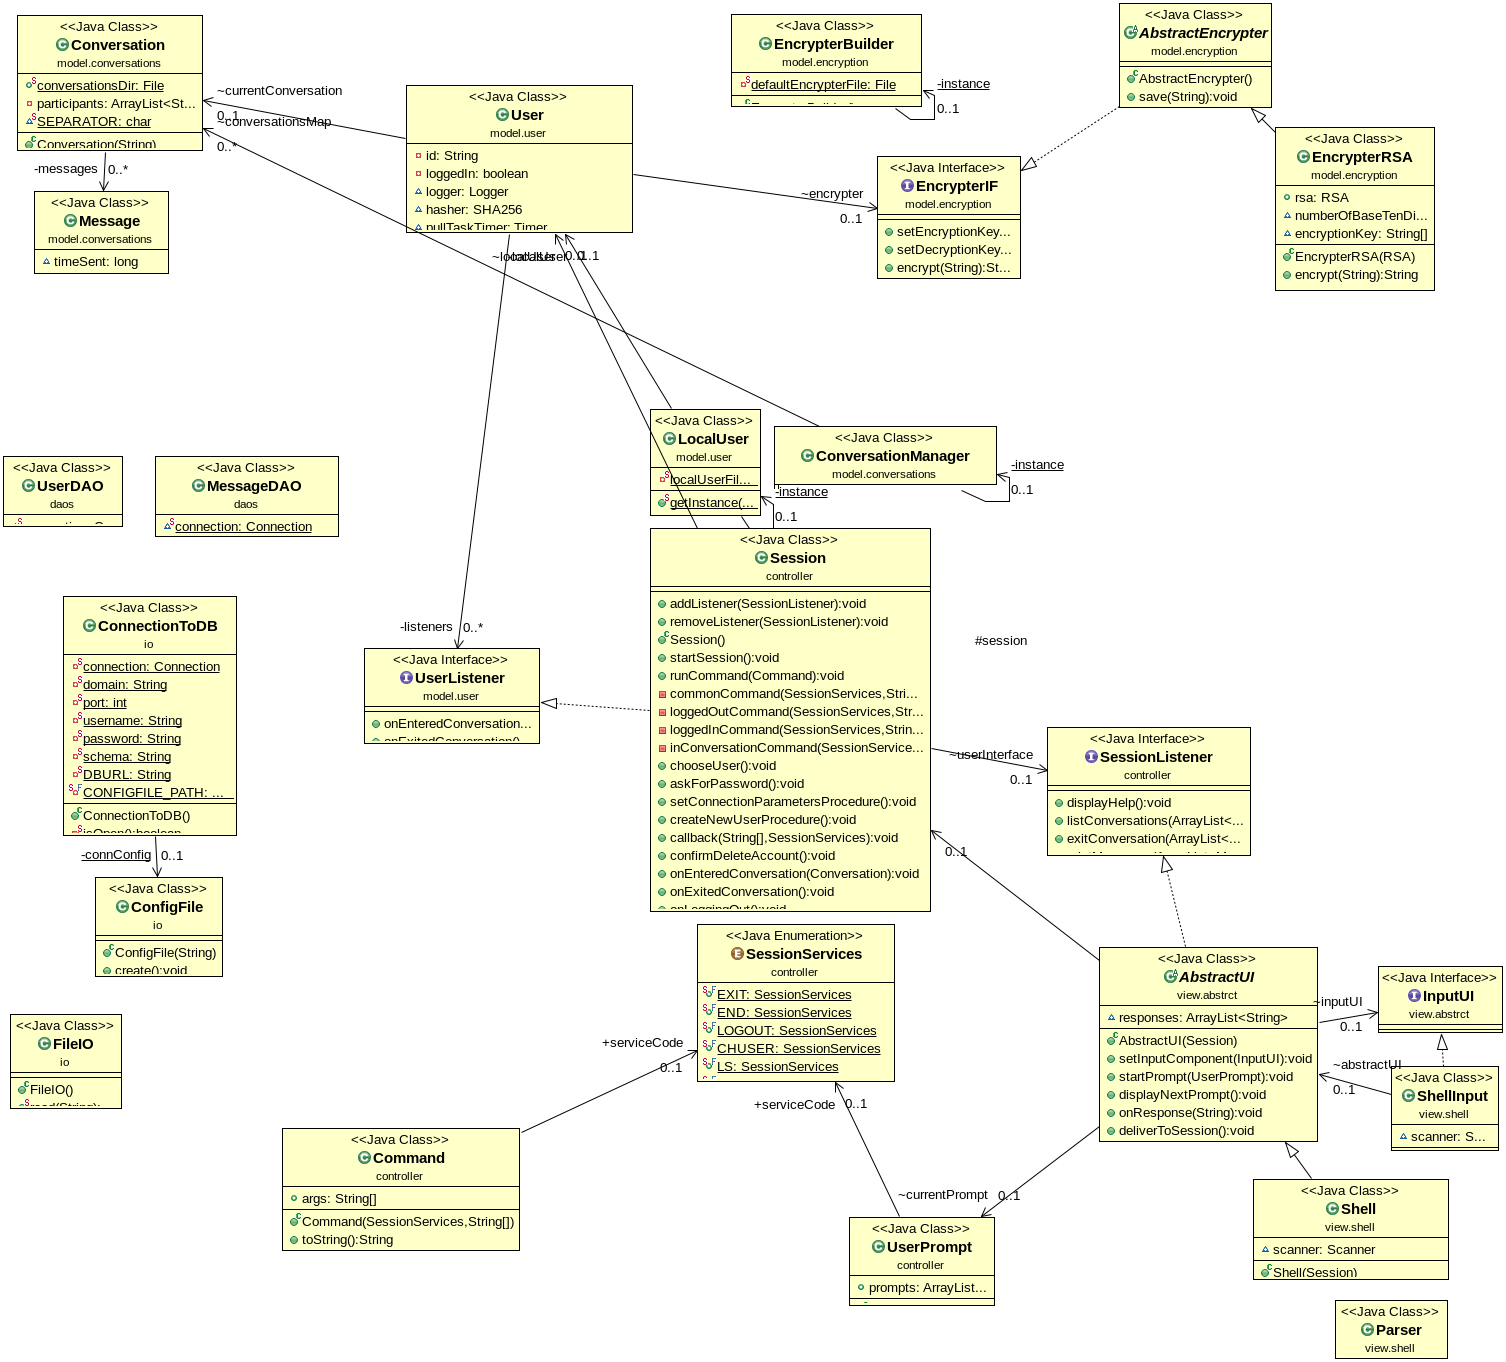 <<Java Class>>
Conversation
model.conversations
conversationsDir: File
participants: ArrayList<St...
SEPARATOR: char
Conversation(String)
~currentConversation
0..1
~conversationsMap
0..*
-messages
0..*
<<Java Class>>
Message
model.conversations
timeSent: long
<<Java Class>>
User
model.user
id: String
loggedIn: boolean
logger: Logger
hasher: SHA256
pullTaskTimer: Timer
<<Java Class>>
EncrypterBuilder
model.encryption
defaultEncrypterFile: File
-instance
0..1
<<Java Class>>
AbstractEncrypter
model.encryption
AbstractEncrypter()
save(String):void
<<Java Class>>
EncrypterRSA
model.encryption
rsa: RSA
numberOfBaseTenDi...
encryptionKey: String[]
EncrypterRSA(RSA)
encrypt(String):String
<<Java Interface>>
EncrypterIF
model.encryption
setEncryptionKey...
setDecryptionKey...
encrypt(String):St...
~encrypter
0..1
0..1
<<Java Class>>
LocalUser
model.user
localUserFil...
getInstance(...
-instance
0..1
<<Java Class>>
ConversationManager
model.conversations
-instance
0..1
<<Java Class>>
UserDAO
daos
<<Java Class>>
MessageDAO
daos
connection: Connection
<<Java Class>>
ConnectionToDB
io
connection: Connection
domain: String
port: int
username: String
password: String
schema: String
DBURL: String
CONFIGFILE_PATH: ...
ConnectionToDB()
isOpen():boolean
-connConfig
0..1
<<Java Class>>
ConfigFile
io
ConfigFile(String)
create():void
<<Java Class>>
FileIO
io
FileIO()
read(String):
-listeners
0..*
<<Java Interface>>
UserListener
model.user
onEnteredConversation...
onExitedConversation()
<<Java Class>>
Session
controller
addListener(SessionListener):void
removeListener(SessionListener):void
Session()
startSession():void
runCommand(Command):void
commonCommand(SessionServices,Stri...
loggedOutCommand(SessionServices,Str...
loggedInCommand(SessionServices,Strin...
inConversationCommand(SessionService...
chooseUser():void
askForPassword():void
setConnectionParametersProcedure():void
createNewUserProcedure():void
callback(String[],SessionServices):void
confirmDeleteAccount():void
onEnteredConversation(Conversation):void
onExitedConversation():void
onLoggingOut():void
#session
0..1
~userInterface
0..1
<<Java Interface>>
SessionListener
controller
displayHelp():void
listConversations(ArrayList<...
exitConversation(ArrayList<...
<<Java Enumeration>>
SessionServices
controller
EXIT: SessionServices
END: SessionServices
LOGOUT: SessionServices
CHUSER: SessionServices
LS: SessionServices
+serviceCode
0..1
+serviceCode
0..1
<<Java Class>>
Command
controller
args: String[]
Command(SessionServices,String[])
toString():String
<<Java Class>>
AbstractUI
view.abstrct
responses: ArrayList<String>
AbstractUI(Session)
setInputComponent(InputUI):void
startPrompt(UserPrompt):void
displayNextPrompt():void
onResponse(String):void
deliverToSession():void
~inputUI
0..1
<<Java Interface>>
InputUI
view.abstrct
~abstractUI
0..1
<<Java Class>>
ShellInput
view.shell
scanner: S...
~currentPrompt
0..1
<<Java Class>>
UserPrompt
controller
prompts: ArrayList...
<<Java Class>>
Shell
view.shell
scanner: Scanner
Shell(Session)
<<Java Class>>
Parser
view.shell